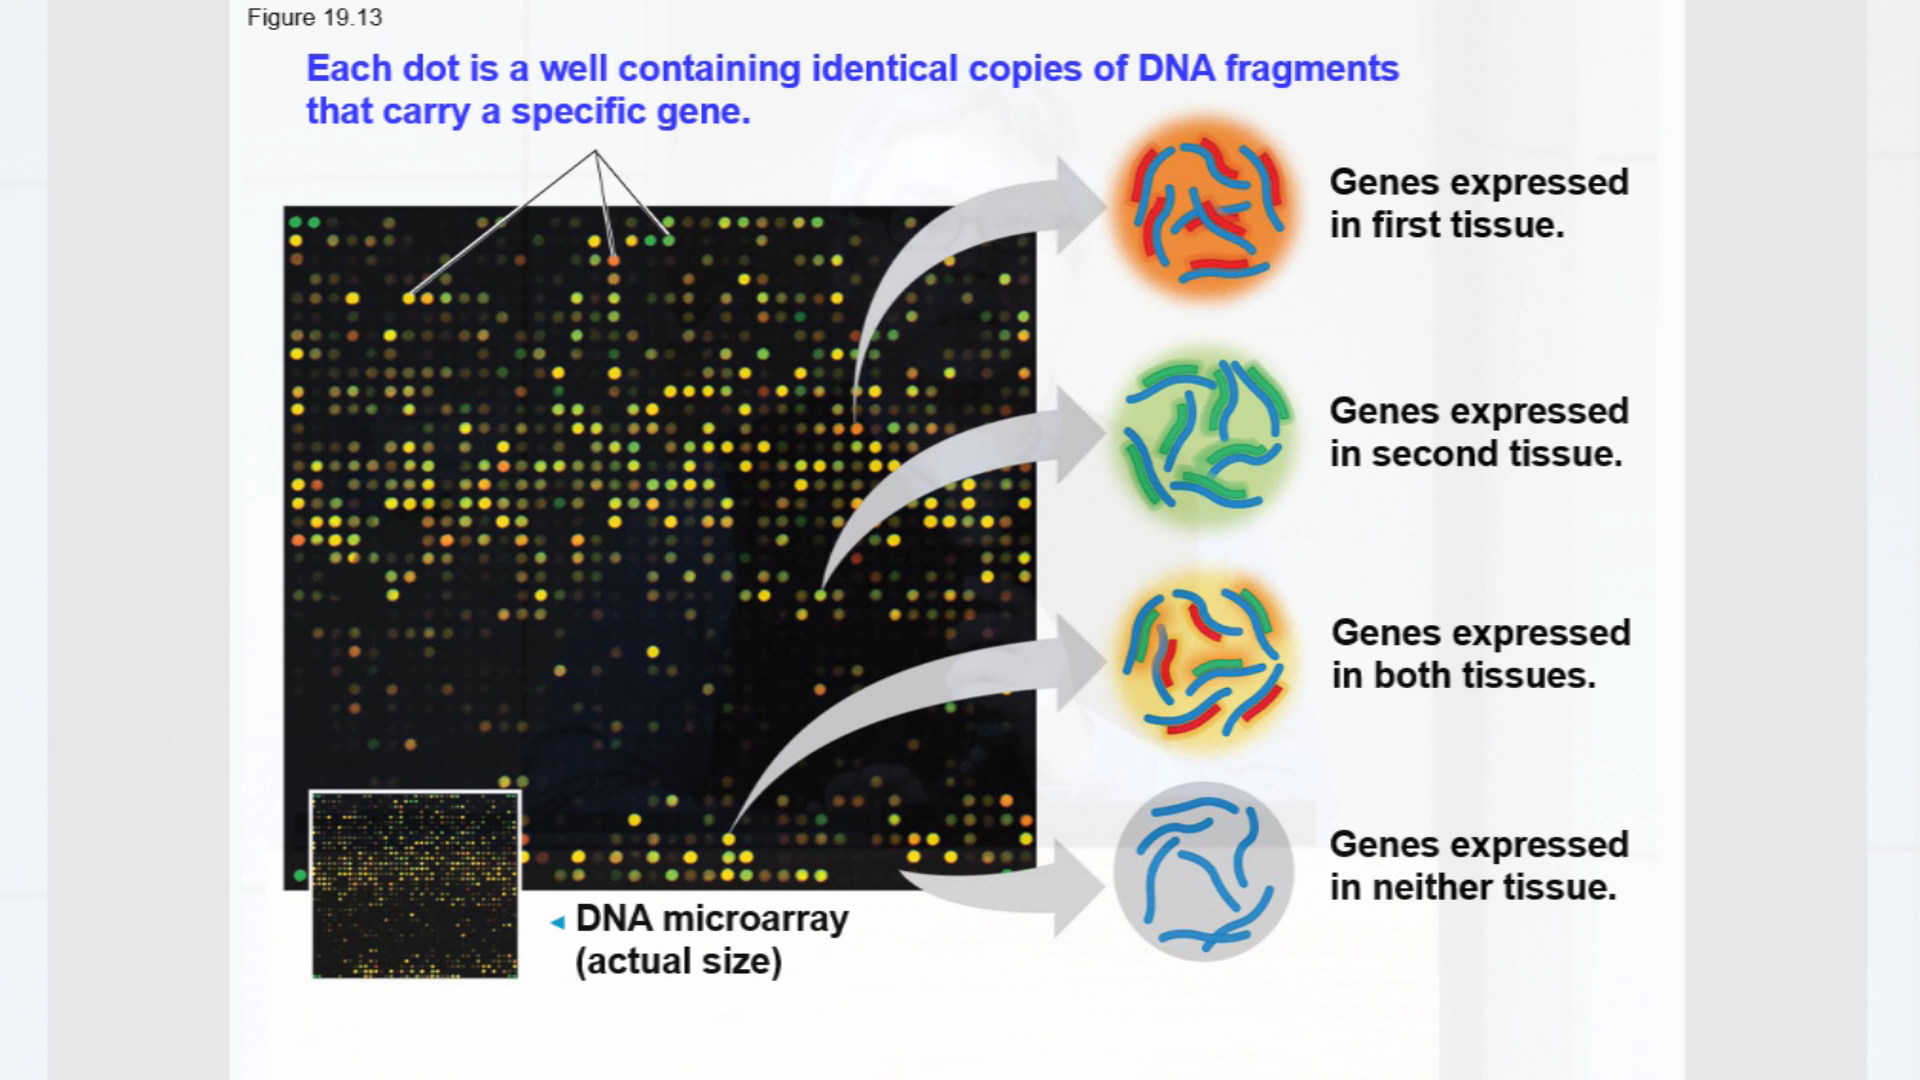 Figure 19.13
Each dot is a well containing identical copies of DNA fragments
that carry a specific gene.
Genes expressed
in first tissue.
Genes expressed
in second tissue.
Genes expressed
in both tissues.
Genes expressed
in neither tissue.
DNA microarray
(actual size)